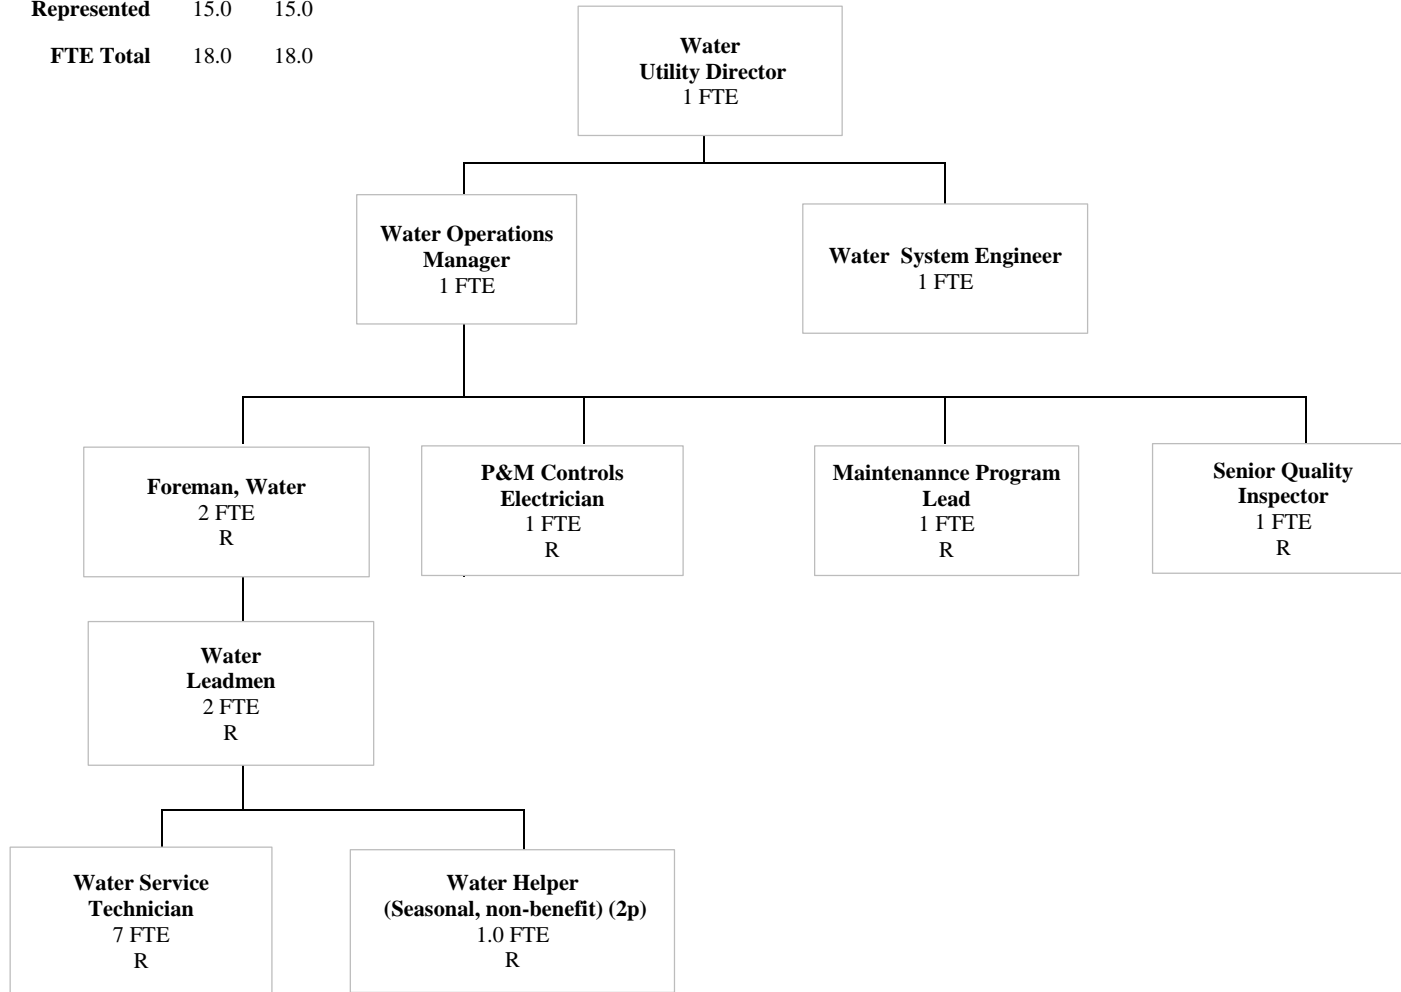 Represented 15.0 15.0
FTE Total 18.0 18.0
Water
Utility Director
1 FTE
Water Operations
Manager
1 FTE
Water System Engineer
1 FTE
Foreman, Water
2 FTE
R
P&M Controls
Electrician
1 FTE
R
Maintenannce Program
Lead
1 FTE
R
Senior Quality
Inspector
1 FTE
R
Water
Leadmen
2 FTE
R
Water Service
Technician
7 FTE
R
Water Helper
(Seasonal, non-benefit) (2p)
1.0 FTE
R